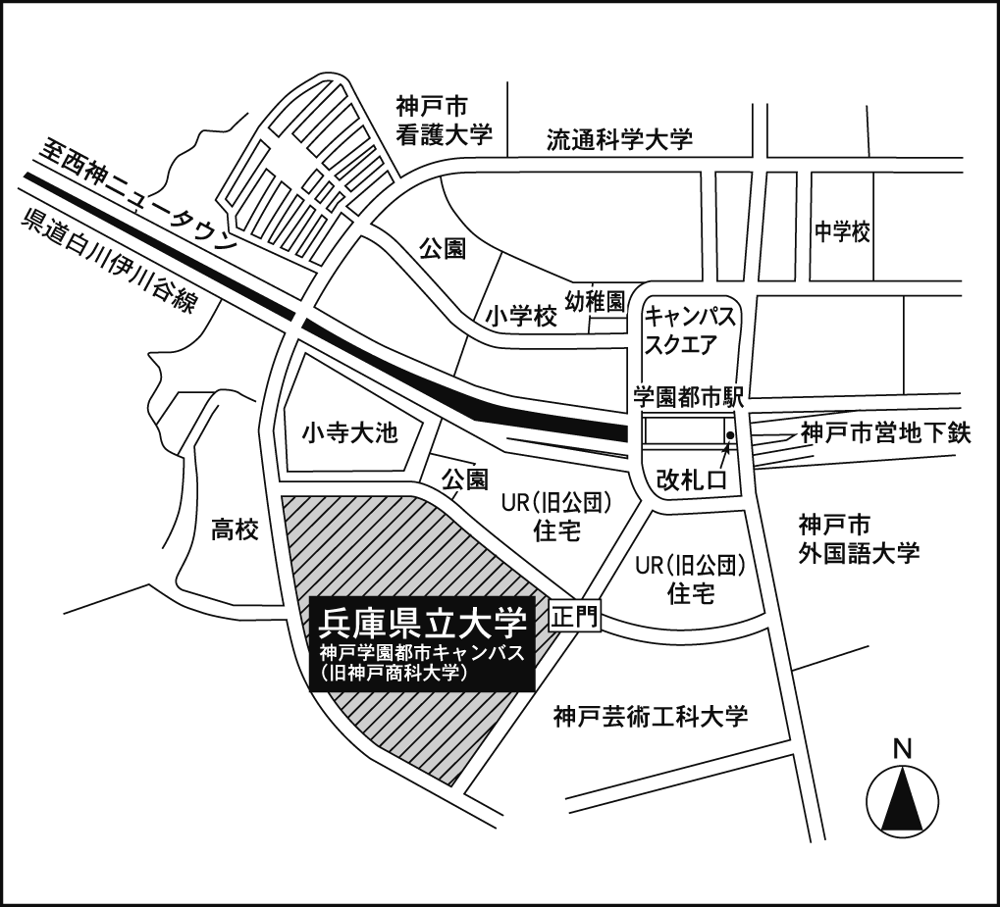 神戸市
看護大学
流通科学大学
至西神ニュータウン
県道白川伊川谷線
公園
中学校
幼稚園
小学校
キャンパス
スクエア
学園都市駅
神戸市営地下鉄
小寺大池
改札口
公園
UR(旧公団)
住宅
高校
神戸市
外国語大学
UR(旧公団)
住宅
正門
兵庫県立大学
神戸学園都市キャンパス
(旧神戸商科大学)
神戸芸術工科大学
N